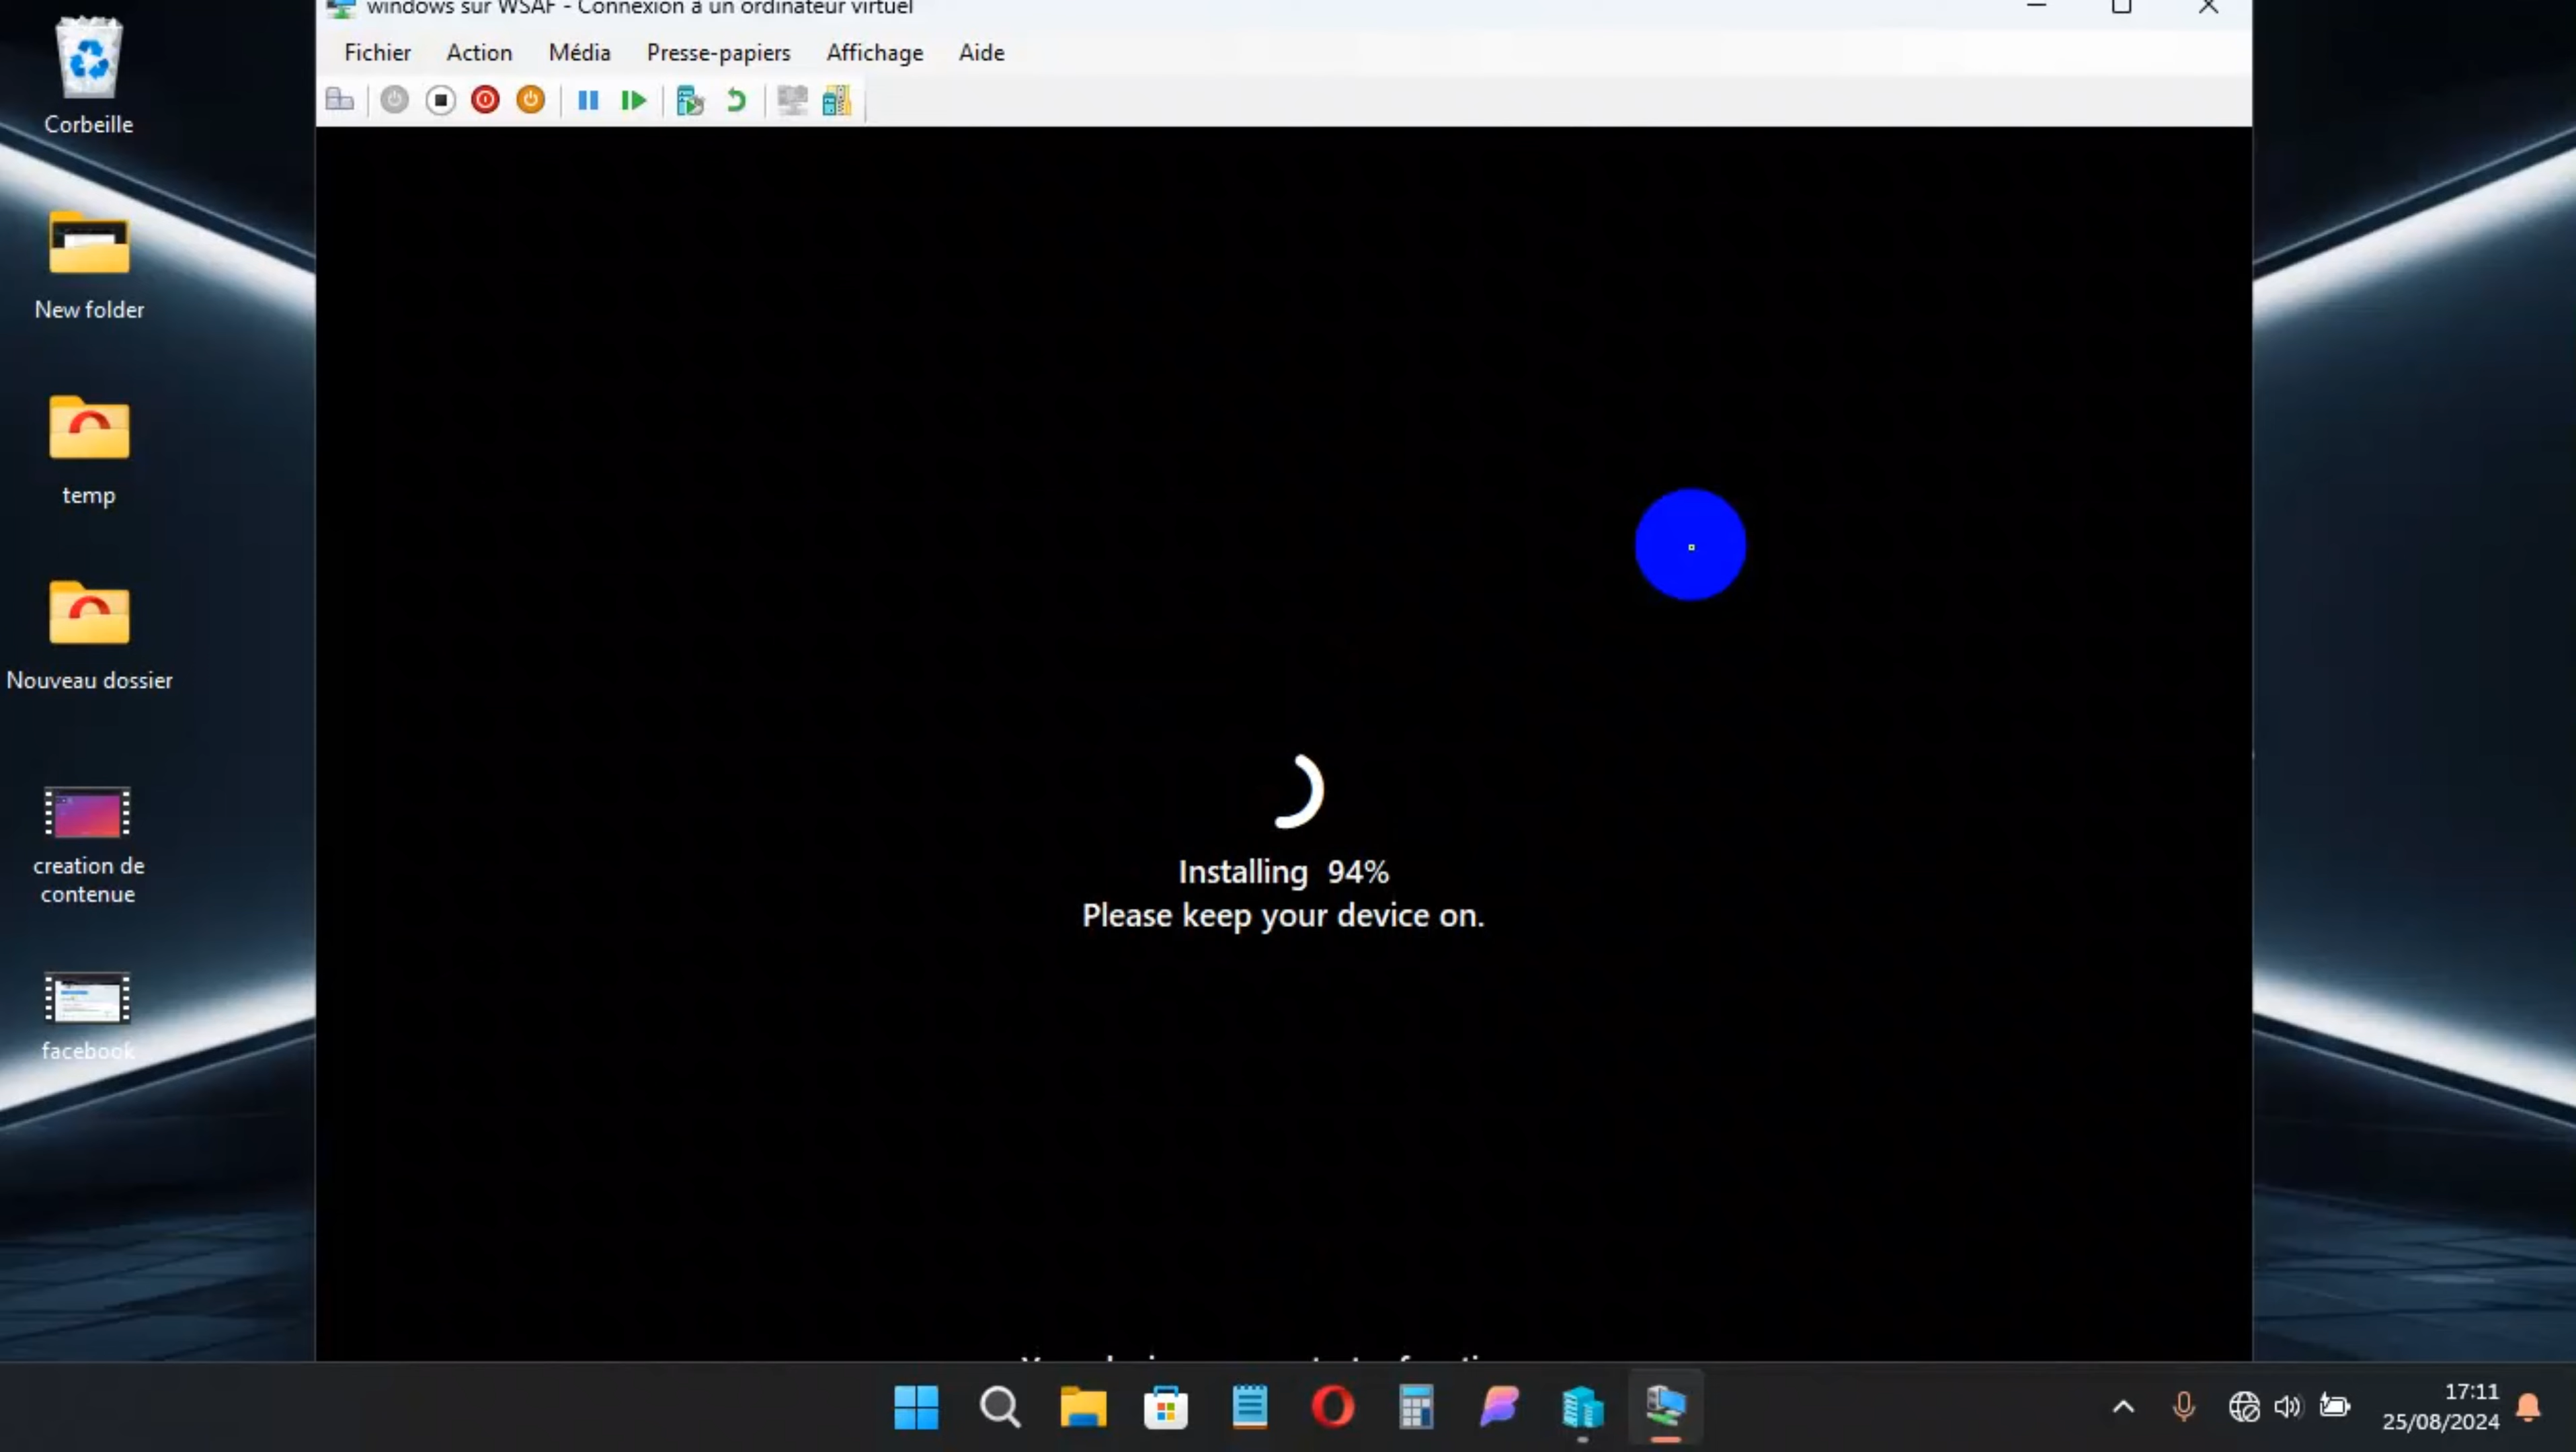 windows sur WSAF - Connexion à un ordinateur virtuel
Fichier Action Média Presse-papiers Affichage Aide
Corbeille
New folder
temp
Nouveau dossier
creation de
contenue
facebook
Installing 94%
Please keep your device on.
17:11
25/08/2024